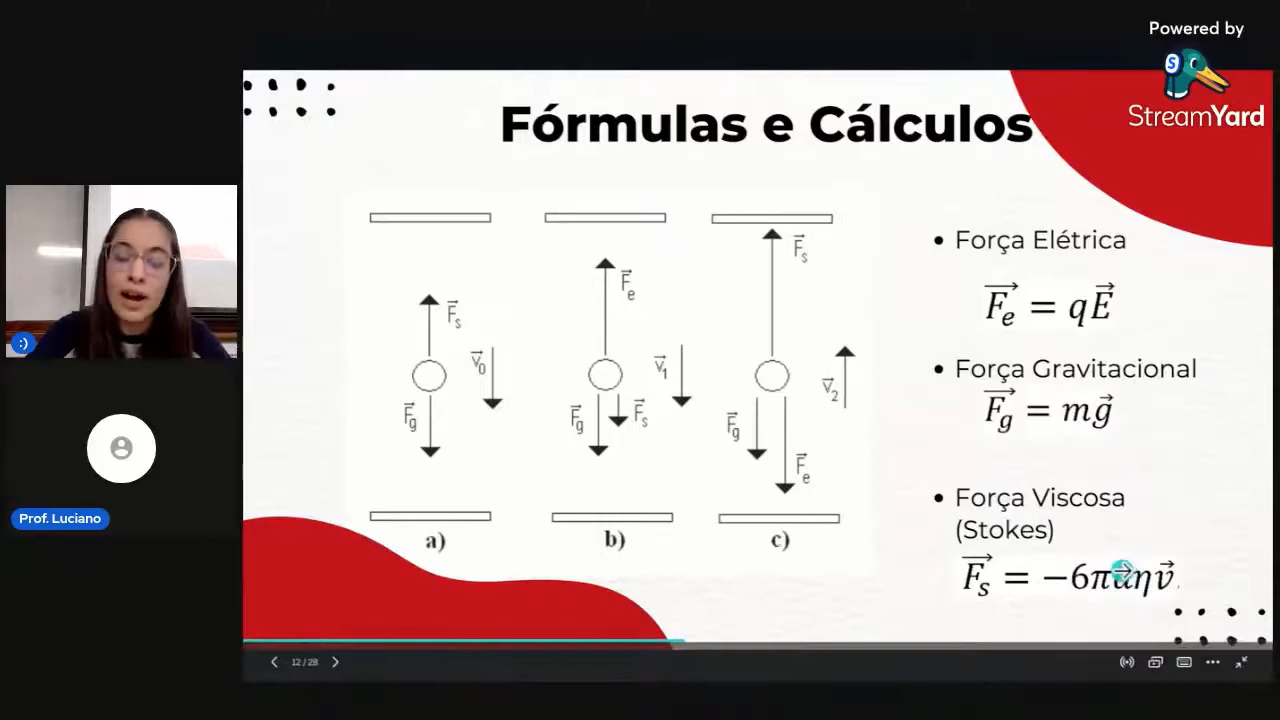 Powered by
StreamYard
Fórmulas e Cálculos
F⃗s
v⃗0
F⃗g
a)
F⃗e
v⃗1
F⃗g
F⃗s
b)
F⃗s
v⃗2
F⃗g
F⃗e
c)
• Força Elétrica
F⃗e = qE⃗
• Força Gravitacional
F⃗g = mg⃗
• Força Viscosa
(Stokes)
F⃗s = −6πaηv⃗
:)
Prof. Luciano
12 / 28